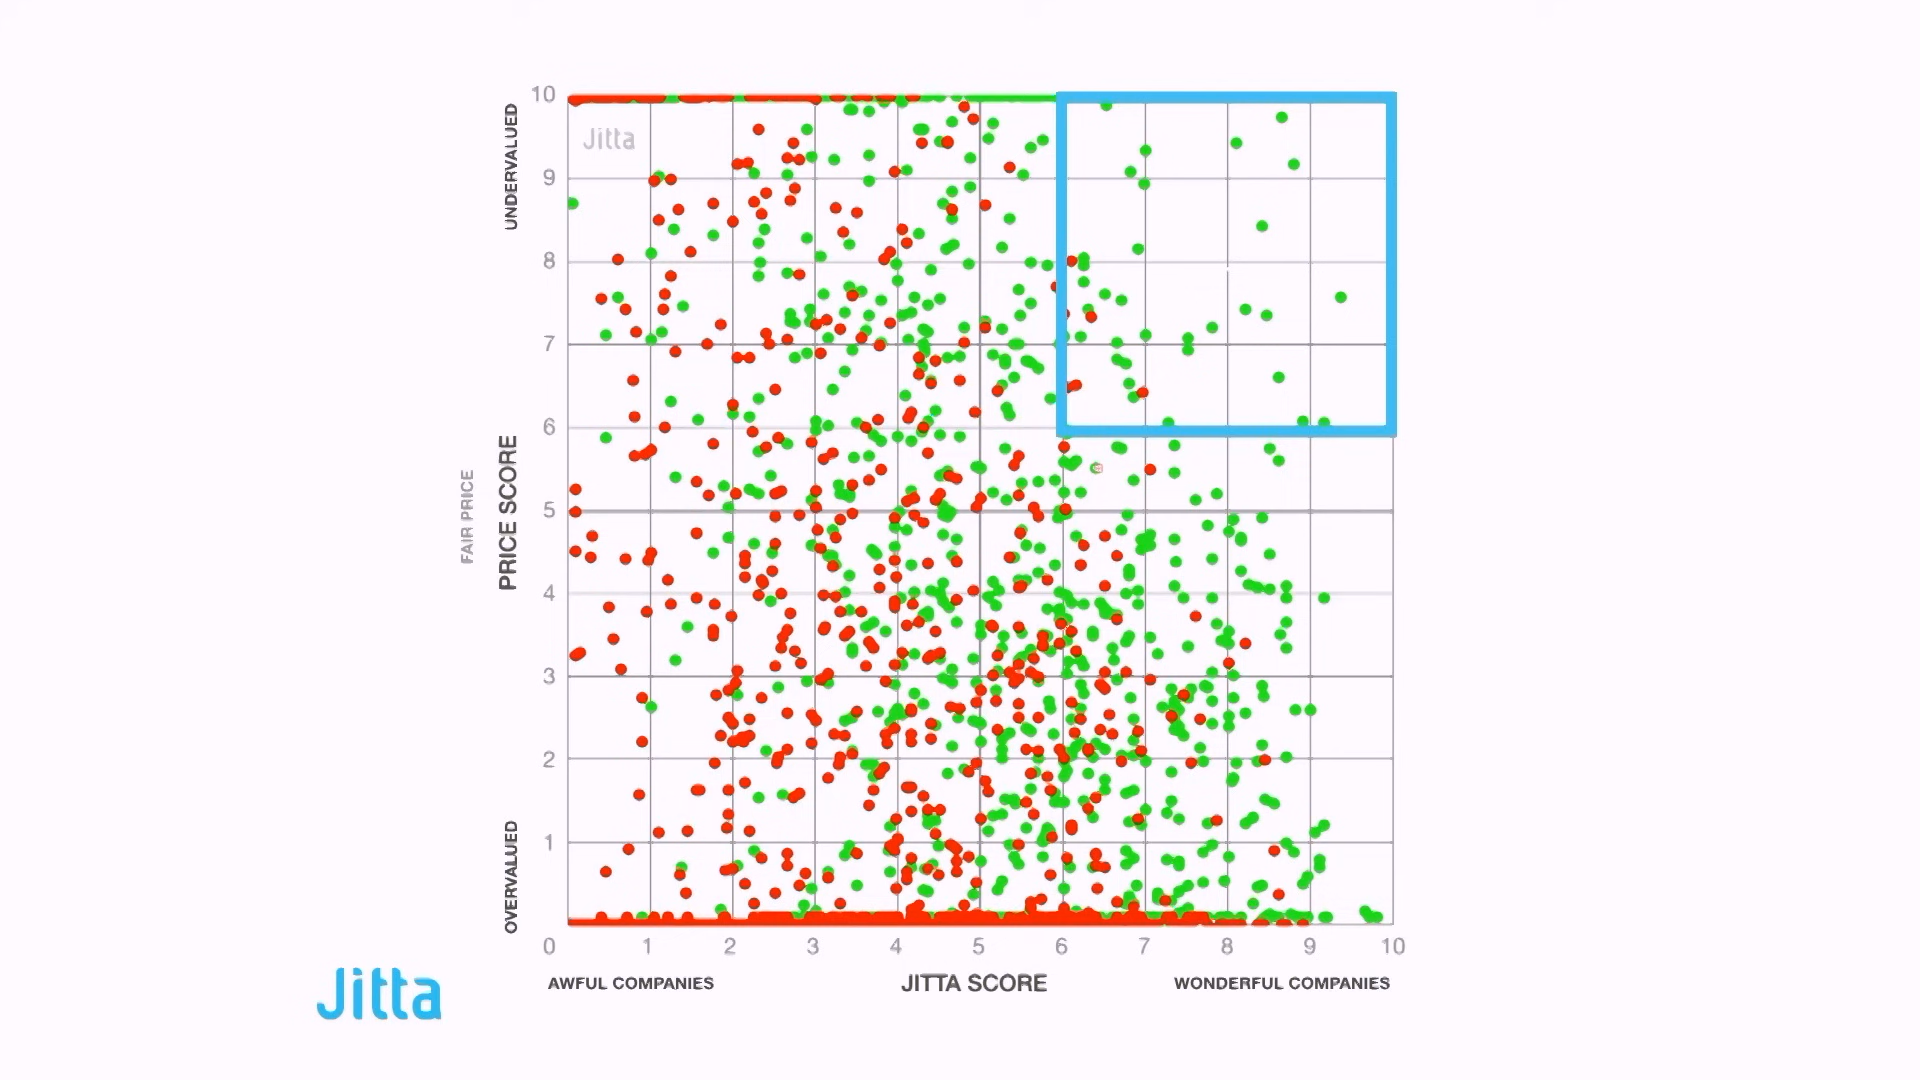 Jitta
UNDERVALUED
FAIR PRICE
PRICE SCORE
OVERVALUED
10
9
8
7
6
5
4
3
2
1
0 1 2 3 4 5 6 7 8 9 10
AWFUL COMPANIES JITTA SCORE WONDERFUL COMPANIES
Jitta